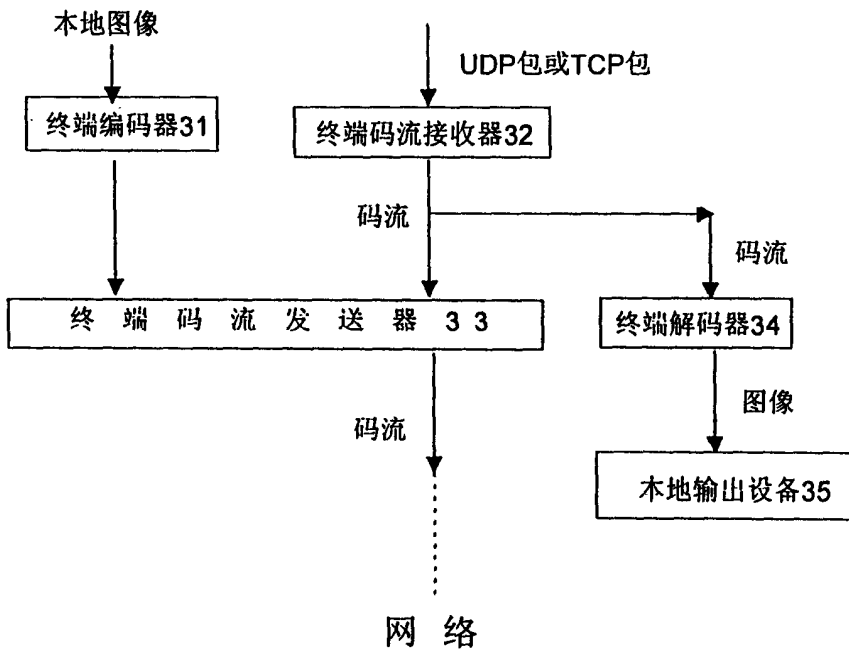 本地图像
UDP包或TCP包
终端编码器31
终端码流接收器32
码流
码流
终端码流发送器33
终端解码器34
图像
码流
本地输出设备35
网络